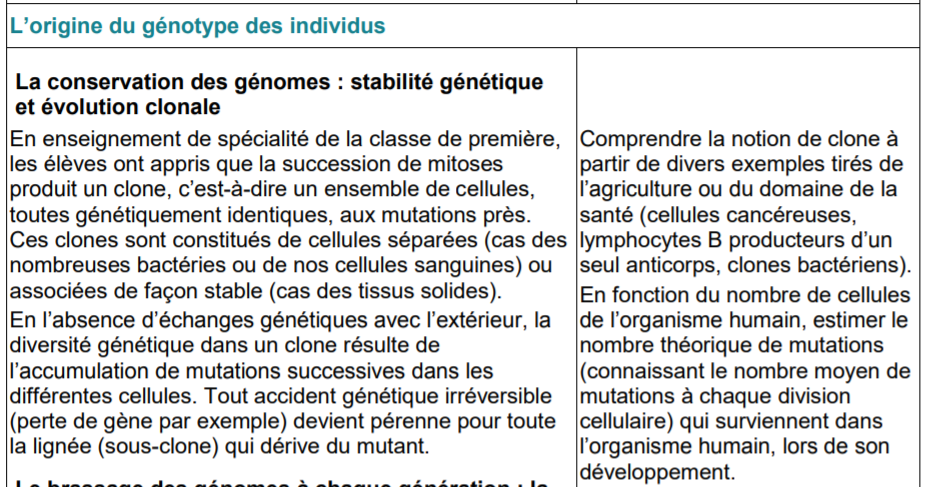 L’origine du génotype des individus
La conservation des génomes : stabilité génétique
et évolution clonale
En enseignement de spécialité de la classe de première,
les élèves ont appris que la succession de mitoses
produit un clone, c’est-à-dire un ensemble de cellules,
toutes génétiquement identiques, aux mutations près.
Ces clones sont constitués de cellules séparées (cas des
nombreuses bactéries ou de nos cellules sanguines) ou
associées de façon stable (cas des tissus solides).
En l’absence d’échanges génétiques avec l’extérieur, la
diversité génétique dans un clone résulte de
l’accumulation de mutations successives dans les
différentes cellules. Tout accident génétique irréversible
(perte de gène par exemple) devient pérenne pour toute
la lignée (sous-clone) qui dérive du mutant.
Le brassage des génomes à chaque génération : la
Comprendre la notion de clone à
partir de divers exemples tirés de
l’agriculture ou du domaine de la
santé (cellules cancéreuses,
lymphocytes B producteurs d’un
seul anticorps, clones bactériens).
En fonction du nombre de cellules
de l’organisme humain, estimer le
nombre théorique de mutations
(connaissant le nombre moyen de
mutations à chaque division
cellulaire) qui surviennent dans
l’organisme humain, lors de son
développement.